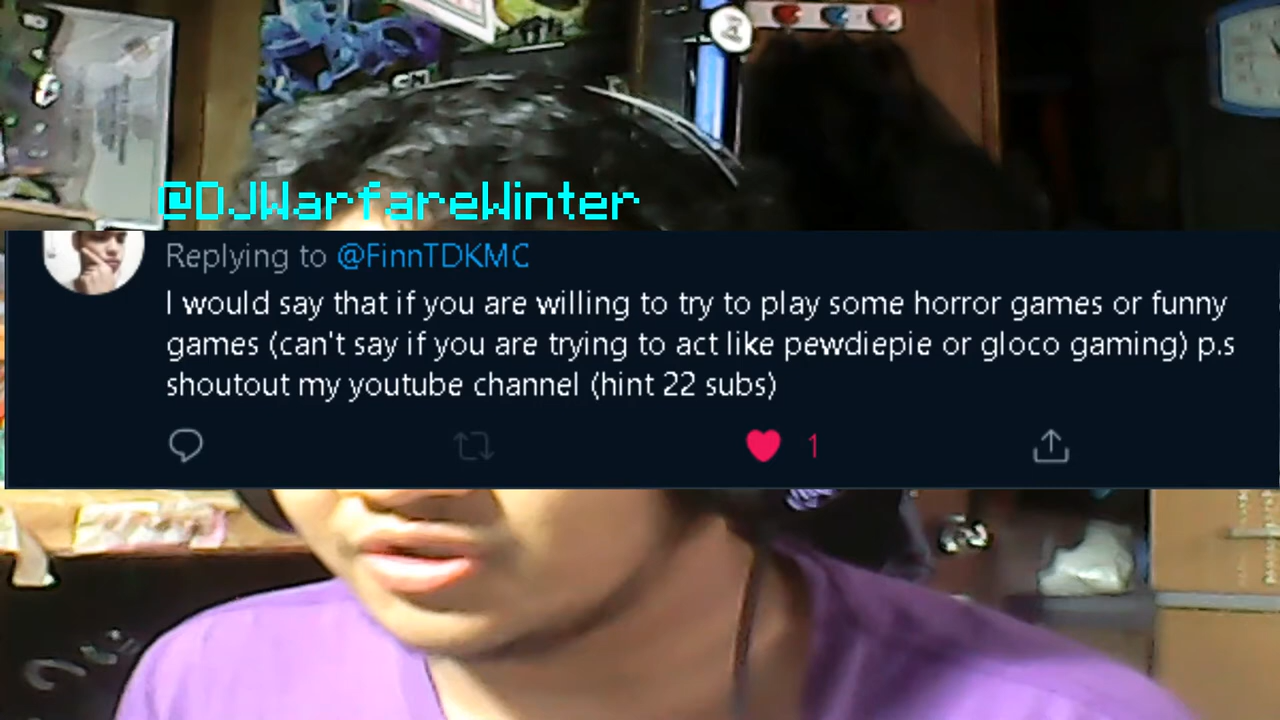 @DJWarfareWinter
Replying to @FinnTDKMC
I would say that if you are willing to try to play some horror games or funny
games (can't say if you are trying to act like pewdiepie or gloco gaming) p.s
shoutout my youtube channel (hint 22 subs)
1